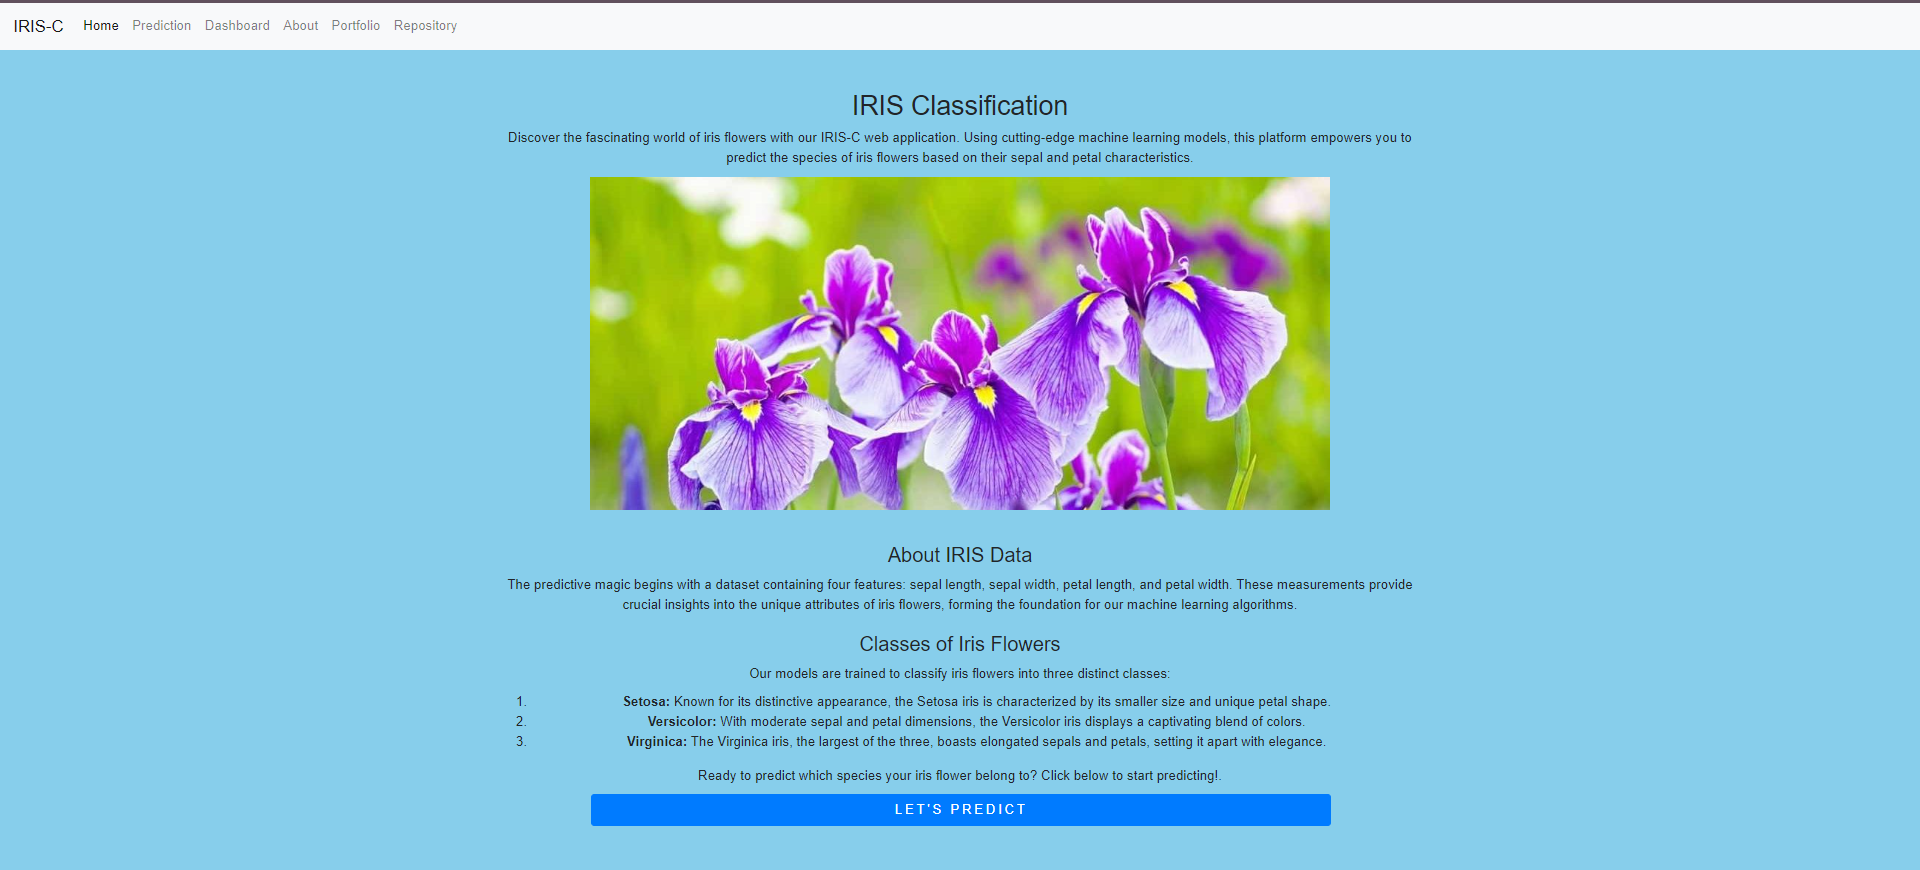 IRIS-C Home Prediction Dashboard About Portfolio Repository
IRIS Classification
Discover the fascinating world of iris flowers with our IRIS-C web application. Using cutting-edge machine learning models, this platform empowers you to
predict the species of iris flowers based on their sepal and petal characteristics.
About IRIS Data
The predictive magic begins with a dataset containing four features: sepal length, sepal width, petal length, and petal width. These measurements provide
crucial insights into the unique attributes of iris flowers, forming the foundation for our machine learning algorithms.
Classes of Iris Flowers
Our models are trained to classify iris flowers into three distinct classes:
1. Setosa: Known for its distinctive appearance, the Setosa iris is characterized by its smaller size and unique petal shape.
2. Versicolor: With moderate sepal and petal dimensions, the Versicolor iris displays a captivating blend of colors.
3. Virginica: The Virginica iris, the largest of the three, boasts elongated sepals and petals, setting it apart with elegance.
Ready to predict which species your iris flower belong to? Click below to start predicting!.
LET'S PREDICT